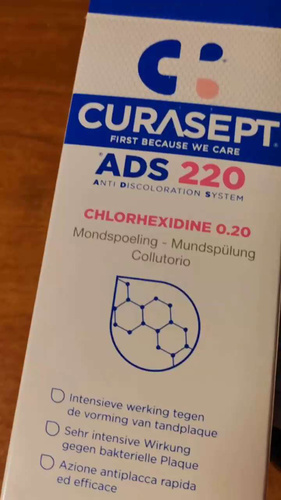 CURASEPT
FIRST BECAUSE WE CARE
ADS 220
ANTI DISCOLORATION SYSTEM
CHLORHEXIDINE 0.20
Mondspoeling - Mundspülung
Collutorio
Intensieve werking tegen
de vorming van tandplaque
Sehr intensive Wirkung
gegen bakterielle Plaque
Azione antiplacca rapida
ed efficace